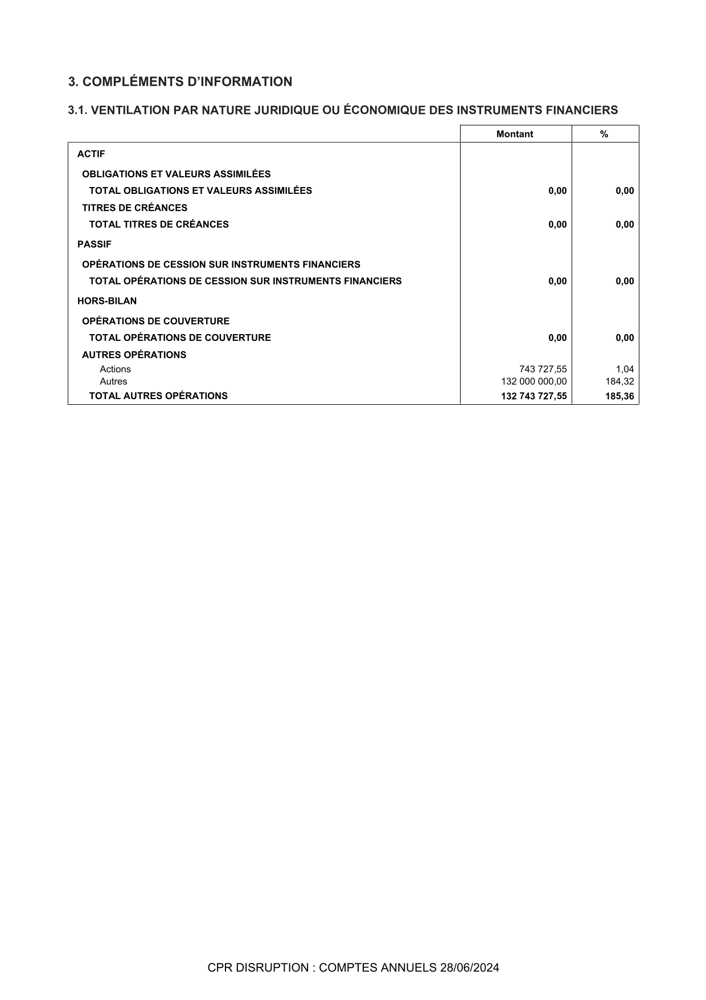 3. COMPLÉMENTS D’INFORMATION
3.1. VENTILATION PAR NATURE JURIDIQUE OU ÉCONOMIQUE DES INSTRUMENTS FINANCIERS
Montant %
ACTIF
OBLIGATIONS ET VALEURS ASSIMILÉES
TOTAL OBLIGATIONS ET VALEURS ASSIMILÉES 0,00 0,00
TITRES DE CRÉANCES
TOTAL TITRES DE CRÉANCES 0,00 0,00
PASSIF
OPÉRATIONS DE CESSION SUR INSTRUMENTS FINANCIERS
TOTAL OPÉRATIONS DE CESSION SUR INSTRUMENTS FINANCIERS 0,00 0,00
HORS-BILAN
OPÉRATIONS DE COUVERTURE
TOTAL OPÉRATIONS DE COUVERTURE 0,00 0,00
AUTRES OPÉRATIONS
Actions 743 727,55 1,04
Autres 132 000 000,00 184,32
TOTAL AUTRES OPÉRATIONS 132 743 727,55 185,36
CPR DISRUPTION : COMPTES ANNUELS 28/06/2024